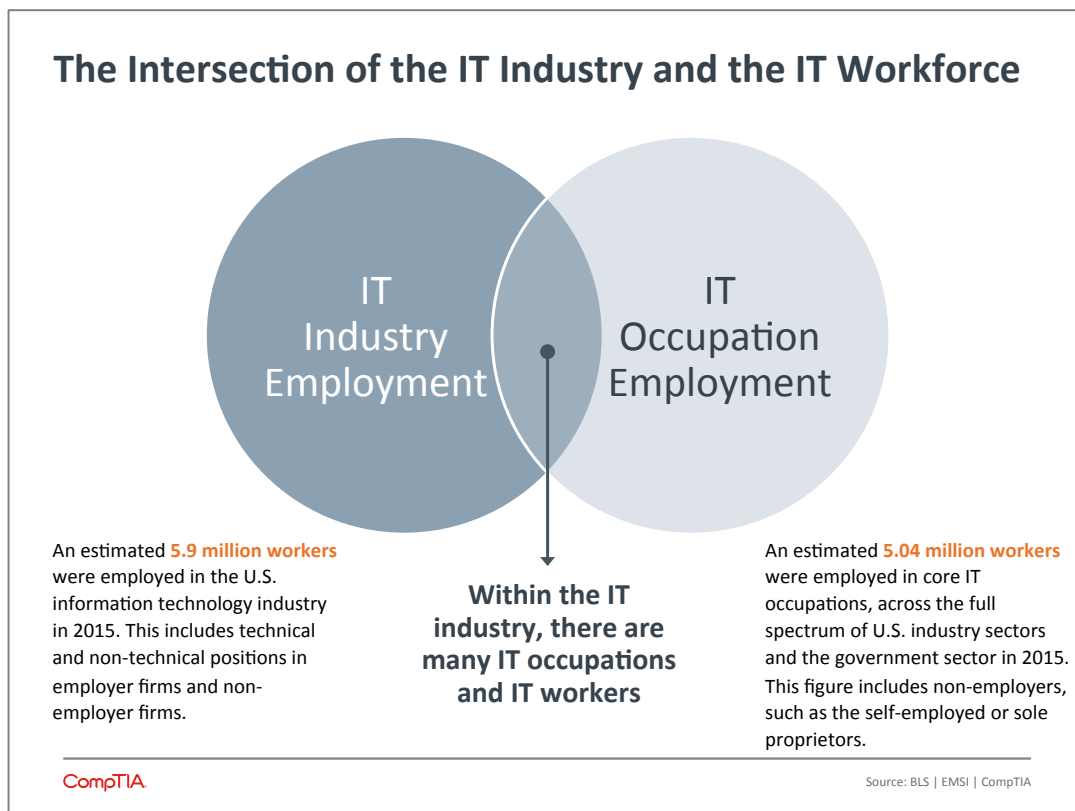 The Intersection of the IT Industry and the IT Workforce
IT
Industry
Employment
IT
Occupation
Employment
An estimated 5.9 million workers
were employed in the U.S.
information technology industry
in 2015. This includes technical
and non-technical positions in
employer firms and non-
employer firms.
Within the IT
industry, there are
many IT occupations
and IT workers
An estimated 5.04 million workers
were employed in core IT
occupations, across the full
spectrum of U.S. industry sectors
and the government sector in 2015.
This figure includes non-employers,
such as the self-employed or sole
proprietors.
CompTIA.
Source: BLS | EMSI | CompTIA